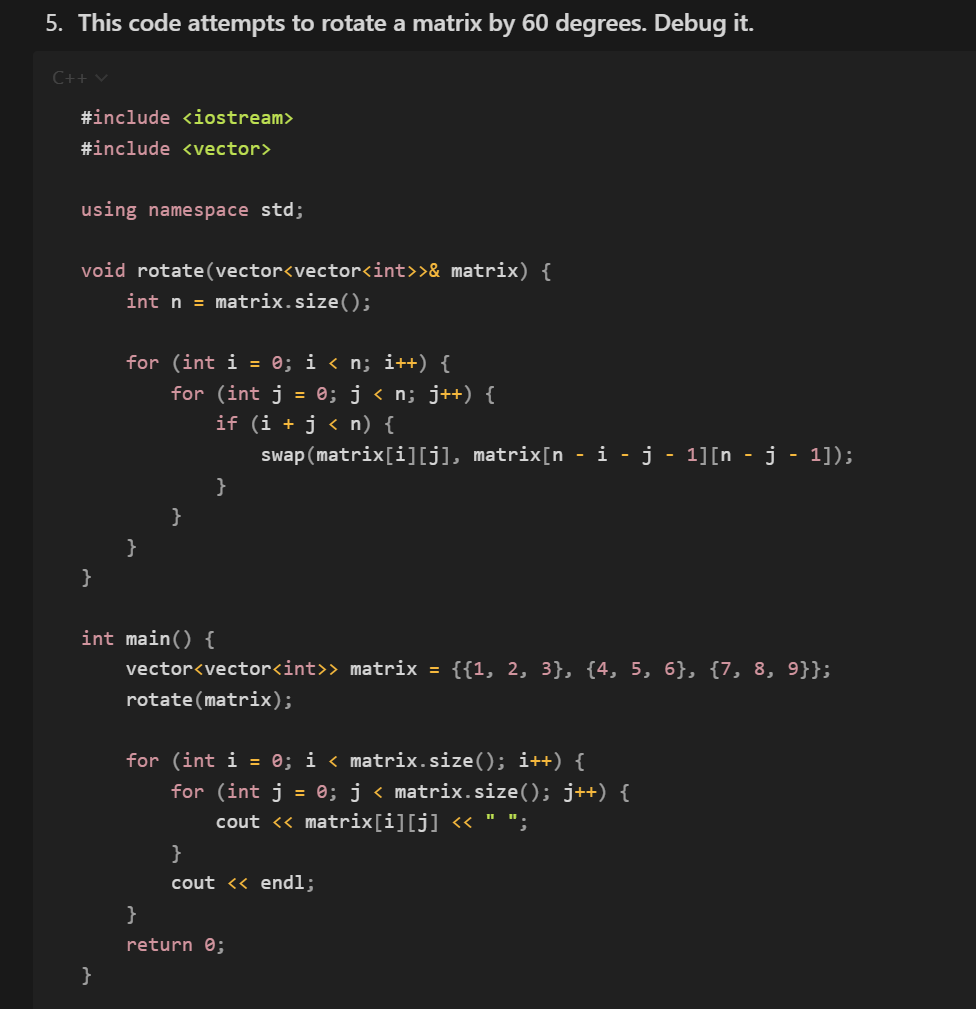 5. This code attempts to rotate a matrix by 60 degrees. Debug it.
C++
#include <iostream>
#include <vector>
using namespace std;
void rotate(vector<vector<int>>& matrix) {
    int n = matrix.size();
    for (int i = 0; i < n; i++) {
        for (int j = 0; j < n; j++) {
            if (i + j < n) {
                swap(matrix[i][j], matrix[n - i - j - 1][n - j - 1]);
            }
        }
    }
}
int main() {
    vector<vector<int>> matrix = {{1, 2, 3}, {4, 5, 6}, {7, 8, 9}};
    rotate(matrix);
    for (int i = 0; i < matrix.size(); i++) {
        for (int j = 0; j < matrix.size(); j++) {
            cout << matrix[i][j] << " ";
        }
        cout << endl;
    }
    return 0;
}